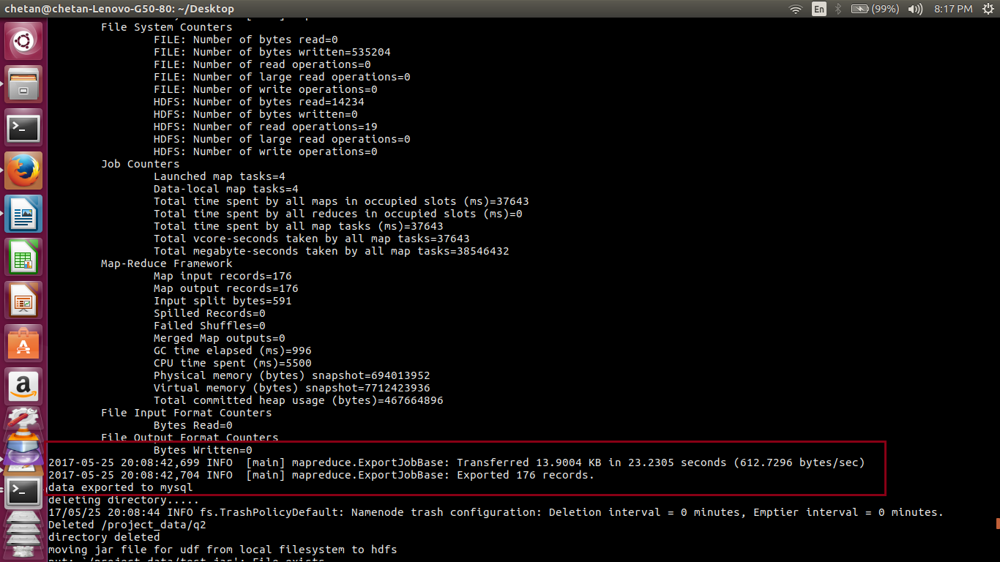 chetan@chetan-Lenovo-G50-80: ~/Desktop
En
(99%)
8:17 PM
File System Counters
FILE: Number of bytes read=0
FILE: Number of bytes written=535204
FILE: Number of read operations=0
FILE: Number of large read operations=0
FILE: Number of write operations=0
HDFS: Number of bytes read=14234
HDFS: Number of bytes written=0
HDFS: Number of read operations=19
HDFS: Number of large read operations=0
HDFS: Number of write operations=0
Job Counters
Launched map tasks=4
Data-local map tasks=4
Total time spent by all maps in occupied slots (ms)=37643
Total time spent by all reduces in occupied slots (ms)=0
Total time spent by all map tasks (ms)=37643
Total vcore-seconds taken by all map tasks=37643
Total megabyte-seconds taken by all map tasks=38546432
Map-Reduce Framework
Map input records=176
Map output records=176
Input split bytes=591
Spilled Records=0
Failed Shuffles=0
Merged Map outputs=0
GC time elapsed (ms)=996
CPU time spent (ms)=5500
Physical memory (bytes) snapshot=694013952
Virtual memory (bytes) snapshot=7712423936
Total committed heap usage (bytes)=467664896
File Input Format Counters
Bytes Read=0
File Output Format Counters
Bytes Written=0
2017-05-25 20:08:42,699 INFO  [main] mapreduce.ExportJobBase: Transferred 13.9004 KB in 23.2305 seconds (612.7296 bytes/sec)
2017-05-25 20:08:42,704 INFO  [main] mapreduce.ExportJobBase: Exported 176 records.
data exported to mysql
deleting directory.....
17/05/25 20:08:44 INFO fs.TrashPolicyDefault: Namenode trash configuration: Deletion interval = 0 minutes, Emptier interval = 0 minutes.
Deleted /project_data/q2
directory deleted
moving jar file for udf from local filesystem to hdfs
put: `/project_data/test.jar': File exists